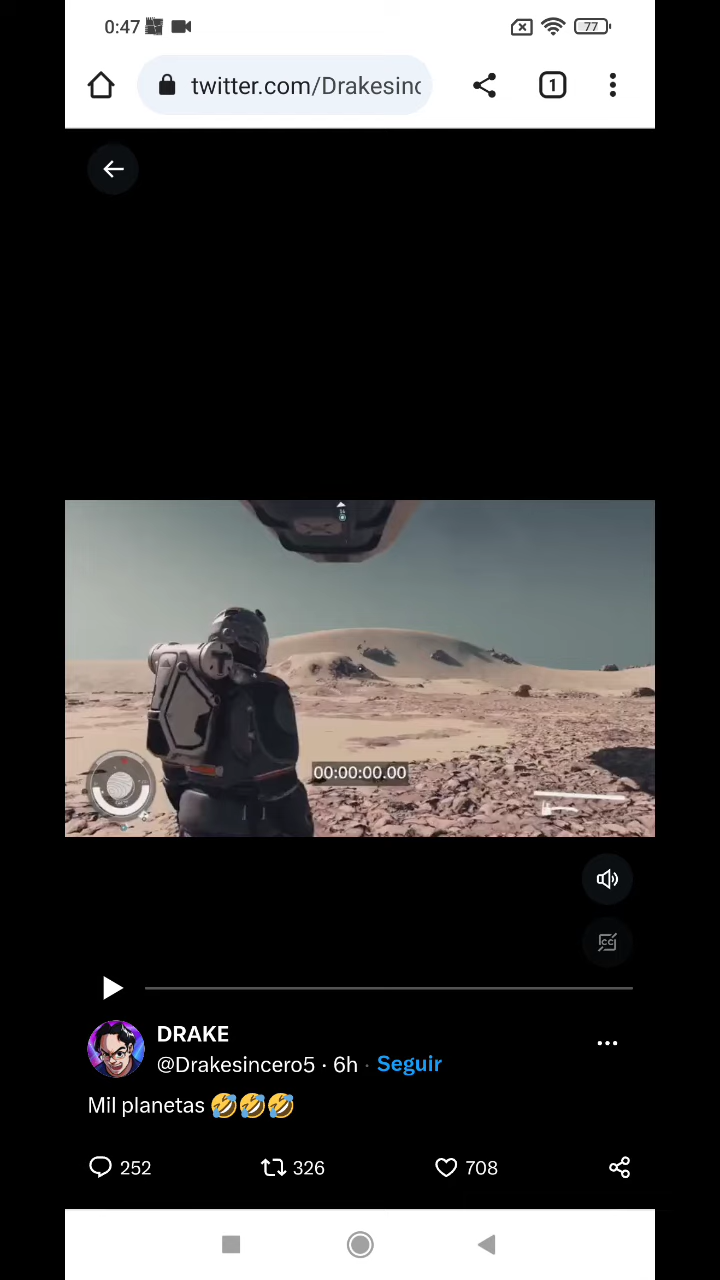 0:47
77
twitter.com/Drakesinc
1
00:00:00.00
CC
DRAKE
@Drakesincero5 · 6h · Seguir
Mil planetas 🤣🤣🤣
252 326 708